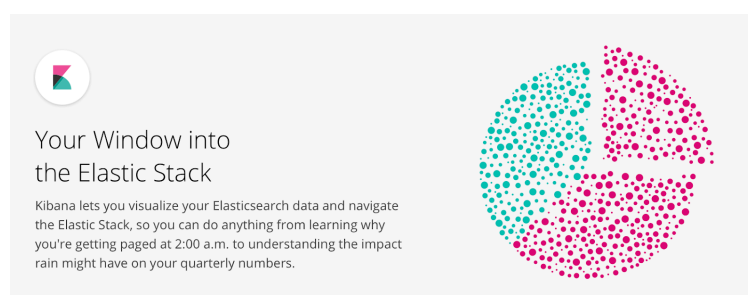 Your Window into
the Elastic Stack
Kibana lets you visualize your Elasticsearch data and navigate
the Elastic Stack, so you can do anything from learning why
you're getting paged at 2:00 a.m. to understanding the impact
rain might have on your quarterly numbers.